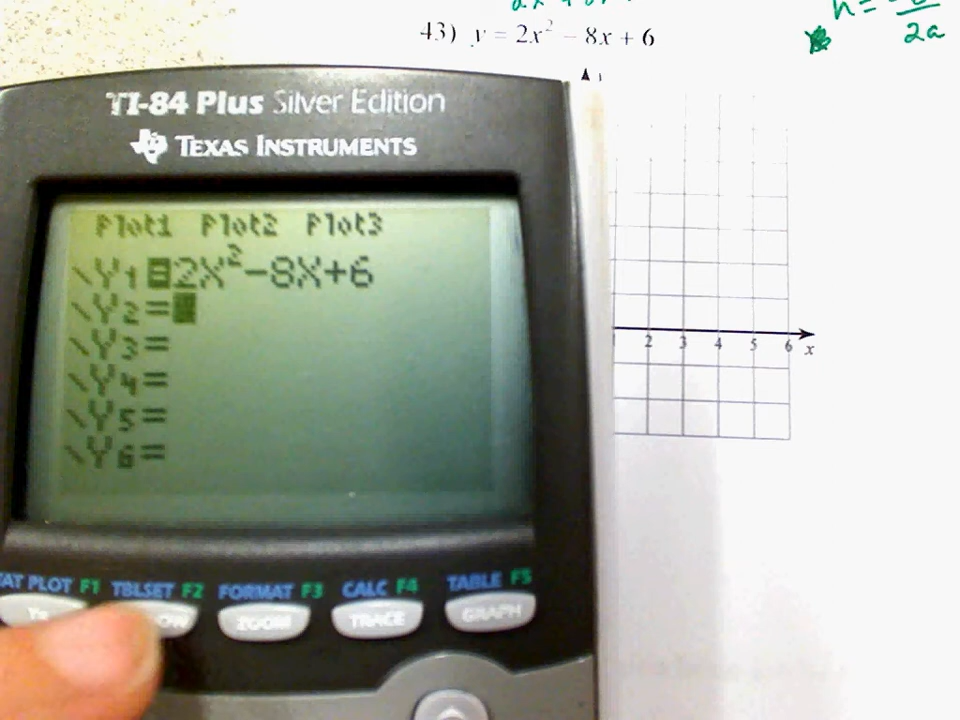 43) y = 2x² - 8x + 6
2a
TI-84 Plus Silver Edition
TEXAS INSTRUMENTS
Plot1 Plot2 Plot3
\Y1=2X²-8X+6
\Y2=
\Y3=
\Y4=
\Y5=
\Y6=
2 3 4 5 6 x
TAT PLOT F1 TBLSET F2 FORMAT F3 CALC F4 TABLE F5
ZOOM TRACE GRAPH